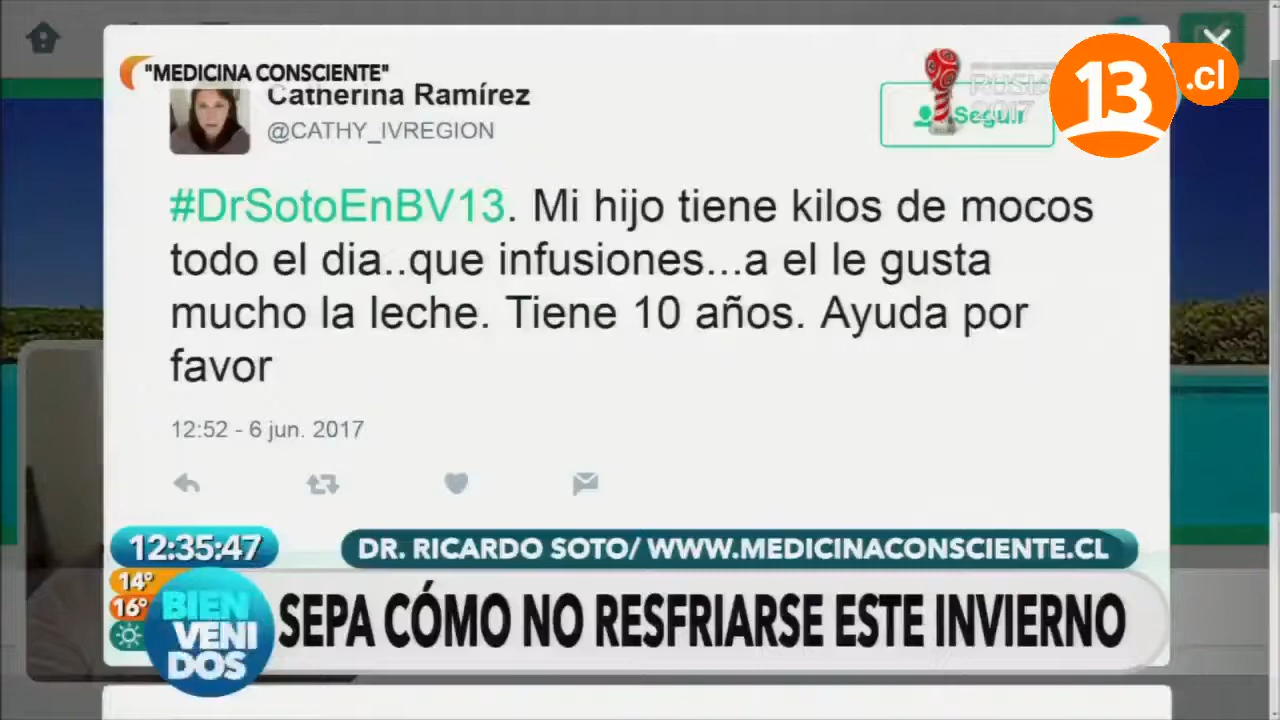 "MEDICINA CONSCIENTE"
Catherina Ramírez
@CATHY_IVREGION
RUSIA
2017
Seguir
13.cl
#DrSotoEnBV13. Mi hijo tiene kilos de mocos
todo el dia..que infusiones...a el le gusta
mucho la leche. Tiene 10 años. Ayuda por
favor
12:52 - 6 jun. 2017
12:35:47
DR. RICARDO SOTO/ WWW.MEDICINACONSCIENTE.CL
14°
16°
BIEN
VENI
DOS
SEPA CÓMO NO RESFRIARSE ESTE INVIERNO